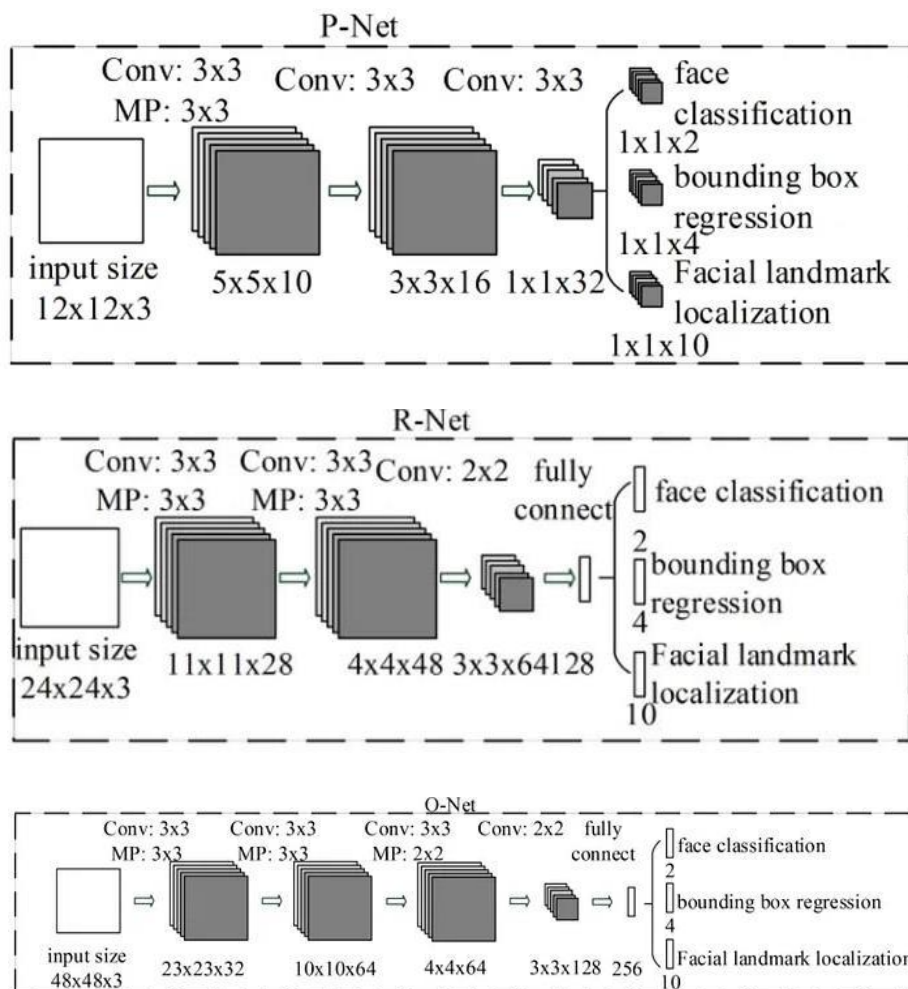 P-Net
Conv: 3x3
MP: 3x3
Conv: 3x3
Conv: 3x3
face
classification
1x1x2
bounding box
regression
1x1x4
Facial landmark
localization
1x1x10
input size
12x12x3
5x5x10
3x3x16
1x1x32
R-Net
Conv: 3x3
MP: 3x3
Conv: 3x3
MP: 3x3
Conv: 2x2
fully
connect
face classification
2
bounding box
regression
4
Facial landmark
localization
10
input size
24x24x3
11x11x28
4x4x48
3x3x64
128
O-Net
Conv: 3x3
MP: 3x3
Conv: 3x3
MP: 3x3
Conv: 3x3
MP: 2x2
Conv: 2x2
fully
connect
face classification
2
bounding box regression
4
Facial landmark localization
10
input size
48x48x3
23x23x32
10x10x64
4x4x64
3x3x128
256